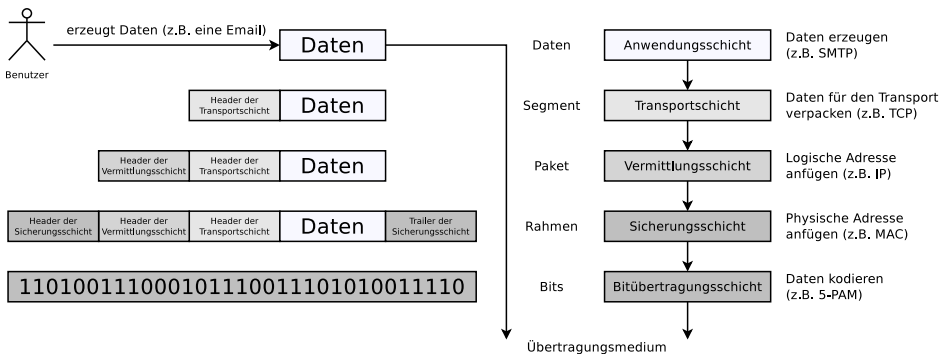 erzeugt Daten (z.B. eine Email)
Daten
Benutzer
Daten
Anwendungsschicht
Daten erzeugen
(z.B. SMTP)
Header der
Transportschicht
Daten
Segment
Transportschicht
Daten für den Transport
verpacken (z.B. TCP)
Header der
Vermittlungsschicht
Header der
Transportschicht
Daten
Paket
Vermittlungsschicht
Logische Adresse
anfügen (z.B. IP)
Header der
Sicherungsschicht
Header der
Vermittlungsschicht
Header der
Transportschicht
Daten
Trailer der
Sicherungsschicht
Rahmen
Sicherungsschicht
Physische Adresse
anfügen (z.B. MAC)
110100111000101110011101010011110
Bits
Bitübertragungsschicht
Daten kodieren
(z.B. 5-PAM)
Übertragungsmedium